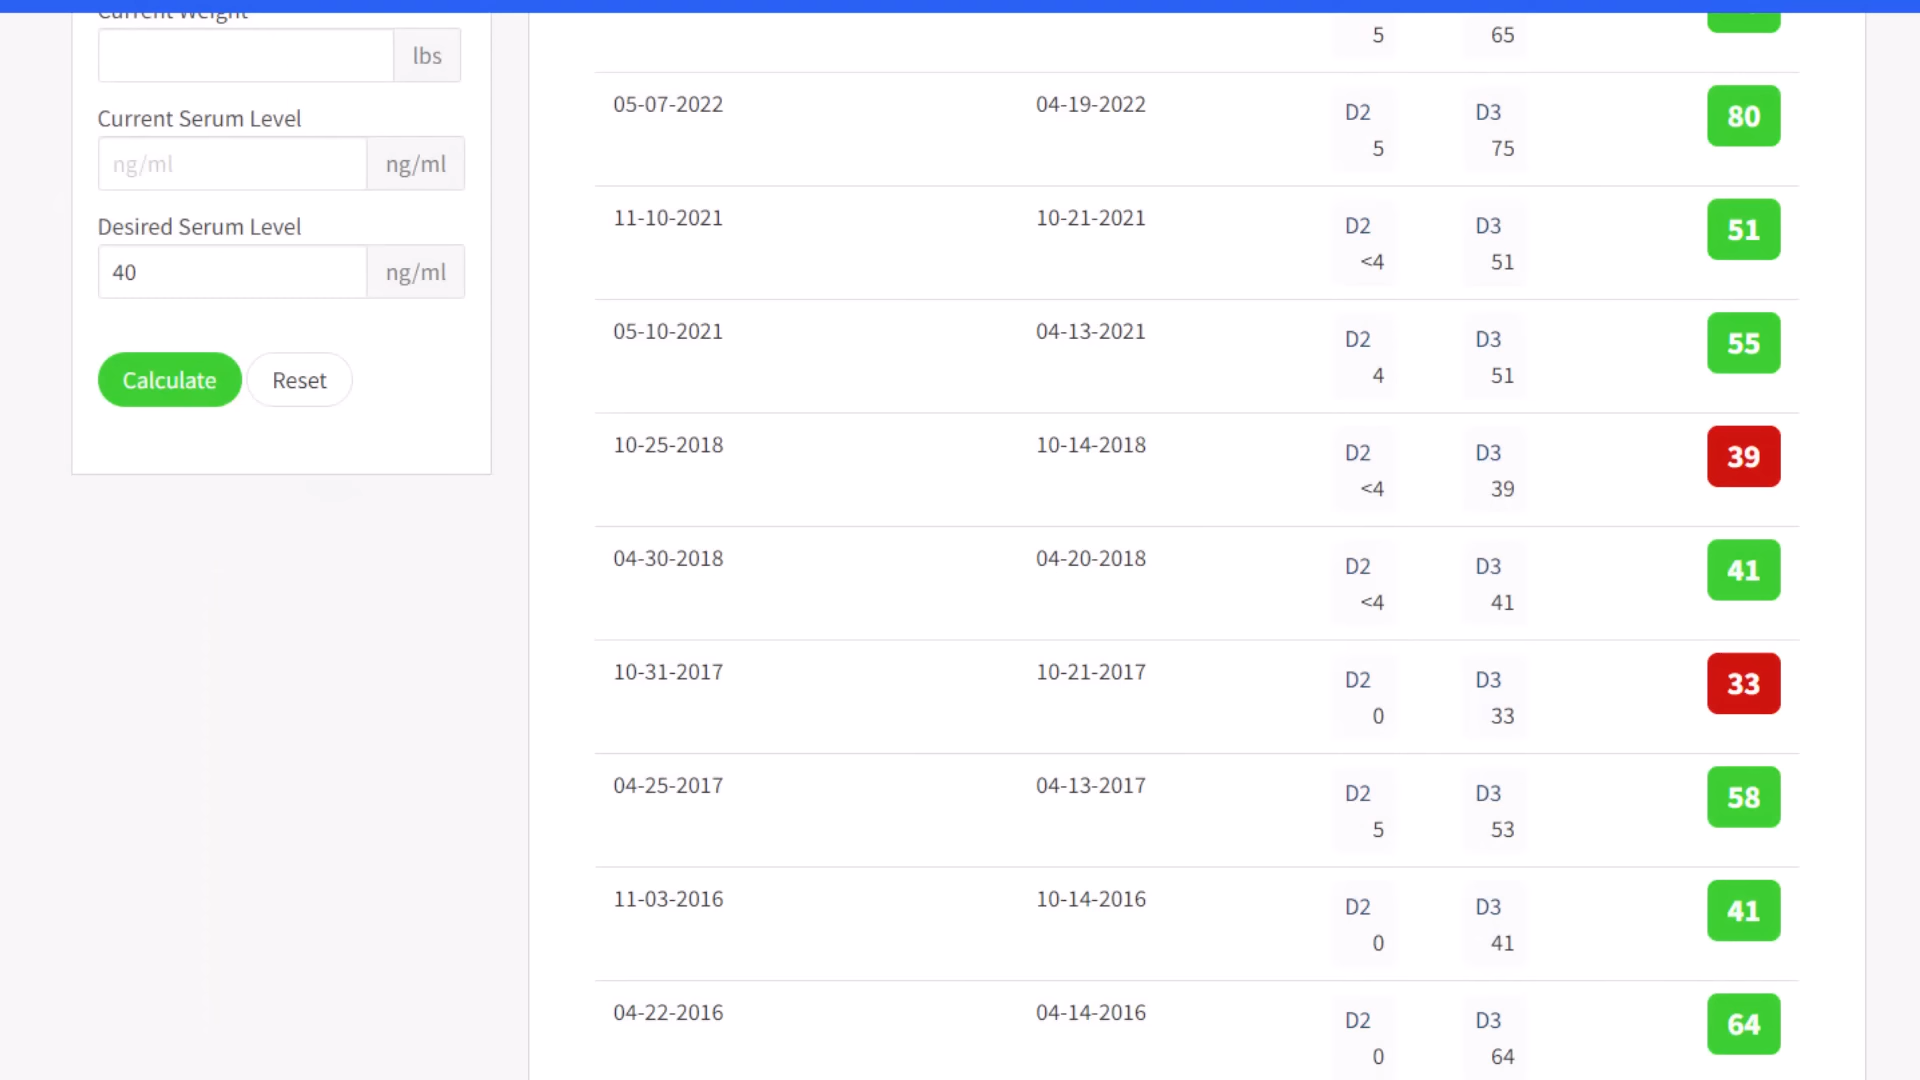 Current Weight
lbs
Current Serum Level
ng/ml ng/ml
Desired Serum Level
40 ng/ml
Calculate Reset
5 65
05-07-2022 04-19-2022 D2 D3 80
5 75
11-10-2021 10-21-2021 D2 D3 51
<4 51
05-10-2021 04-13-2021 D2 D3 55
4 51
10-25-2018 10-14-2018 D2 D3 39
<4 39
04-30-2018 04-20-2018 D2 D3 41
<4 41
10-31-2017 10-21-2017 D2 D3 33
0 33
04-25-2017 04-13-2017 D2 D3 58
5 53
11-03-2016 10-14-2016 D2 D3 41
0 41
04-22-2016 04-14-2016 D2 D3 64
0 64